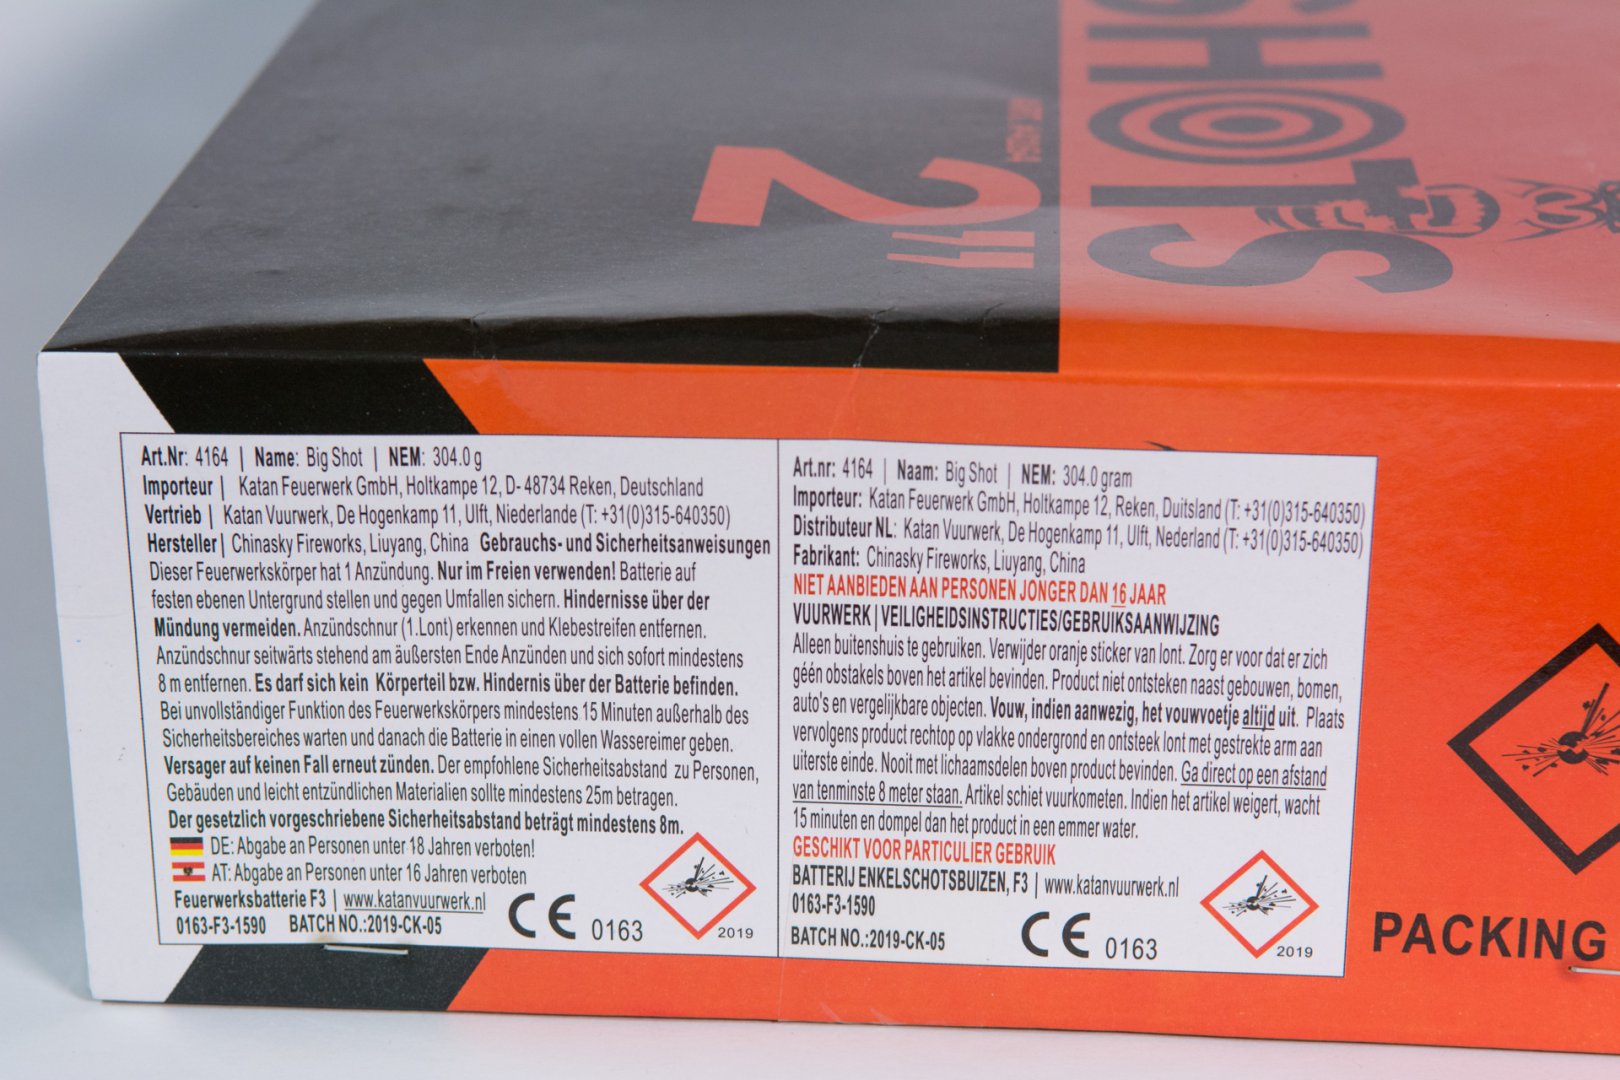 SHOTS
2"
Art.Nr: 4164 | Name: Big Shot | NEM: 304.0 g
Importeur | Katan Feuerwerk GmbH, Holtkampe 12, D- 48734 Reken, Deutschland
Vertrieb | Katan Vuurwerk, De Hogenkamp 11, Ulft, Niederlande (T: +31(0)315-640350)
Hersteller | Chinasky Fireworks, Liuyang, China Gebrauchs- und Sicherheitsanweisungen
Dieser Feuerwerkskörper hat 1 Anzündung. Nur im Freien verwenden! Batterie auf
festen ebenen Untergrund stellen und gegen Umfallen sichern. Hindernisse über der
Mündung vermeiden. Anzündschnur (1.Lont) erkennen und Klebestreifen entfernen.
Anzündschnur seitwärts stehend am äußersten Ende Anzünden und sich sofort mindestens
8 m entfernen. Es darf sich kein Körperteil bzw. Hindernis über der Batterie befinden.
Bei unvollständiger Funktion des Feuerwerkskörpers mindestens 15 Minuten außerhalb des
Sicherheitsbereiches warten und danach die Batterie in einen vollen Wassereimer geben.
Versager auf keinen Fall erneut zünden. Der empfohlene Sicherheitsabstand zu Personen,
Gebäuden und leicht entzündlichen Materialien sollte mindestens 25m betragen.
Der gesetzlich vorgeschriebene Sicherheitsabstand beträgt mindestens 8m.
DE: Abgabe an Personen unter 18 Jahren verboten!
AT: Abgabe an Personen unter 16 Jahren verboten
Feuerwerksbatterie F3 | www.katanvuurwerk.nl
0163-F3-1590 BATCH NO.:2019-CK-05
CE 0163
2019
Art.nr: 4164 | Naam: Big Shot | NEM: 304.0 gram
Importeur: Katan Feuerwerk GmbH, Holtkampe 12, Reken, Duitsland (T: +31(0)315-640350)
Distributeur NL: Katan Vuurwerk, De Hogenkamp 11, Ulft, Nederland (T: +31(0)315-640350)
Fabrikant: Chinasky Fireworks, Liuyang, China
NIET AANBIEDEN AAN PERSONEN JONGER DAN 16 JAAR
VUURWERK | VEILIGHEIDSINSTRUCTIES/GEBRUIKSAANWIJZING
Alleen buitenshuis te gebruiken. Verwijder oranje sticker van lont. Zorg er voor dat er zich
géén obstakels boven het artikel bevinden. Product niet ontsteken naast gebouwen, bomen,
auto's en vergelijkbare objecten. Vouw, indien aanwezig, het vouwvoetje altijd uit. Plaats
vervolgens product rechtop op vlakke ondergrond en ontsteek lont met gestrekte arm aan
uiterste einde. Nooit met lichaamsdelen boven product bevinden. Ga direct op een afstand
van tenminste 8 meter staan. Artikel schiet vuurkometen. Indien het artikel weigert, wacht
15 minuten en dompel dan het product in een emmer water.
GESCHIKT VOOR PARTICULIER GEBRUIK
BATTERIJ ENKELSCHOTSBUIZEN, F3 | www.katanvuurwerk.nl
0163-F3-1590
BATCH NO.:2019-CK-05
CE 0163
2019
PACKING